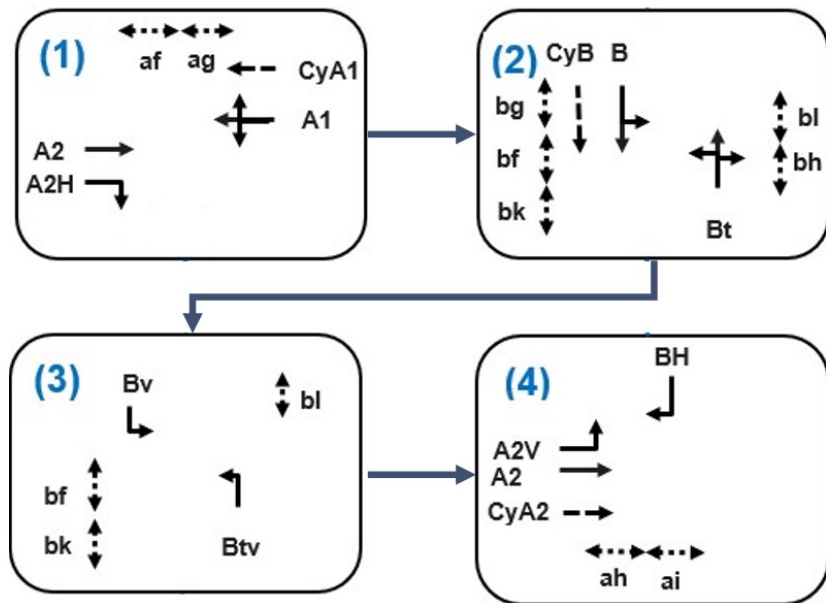 (1)
af ag
CyA1
A1
A2
A2H
(2)
CyB B
bg
bf
bk
bl
bh
Bt
(3)
Bv
bl
bf
bk
Btv
(4)
BH
A2V
A2
CyA2
ah ai